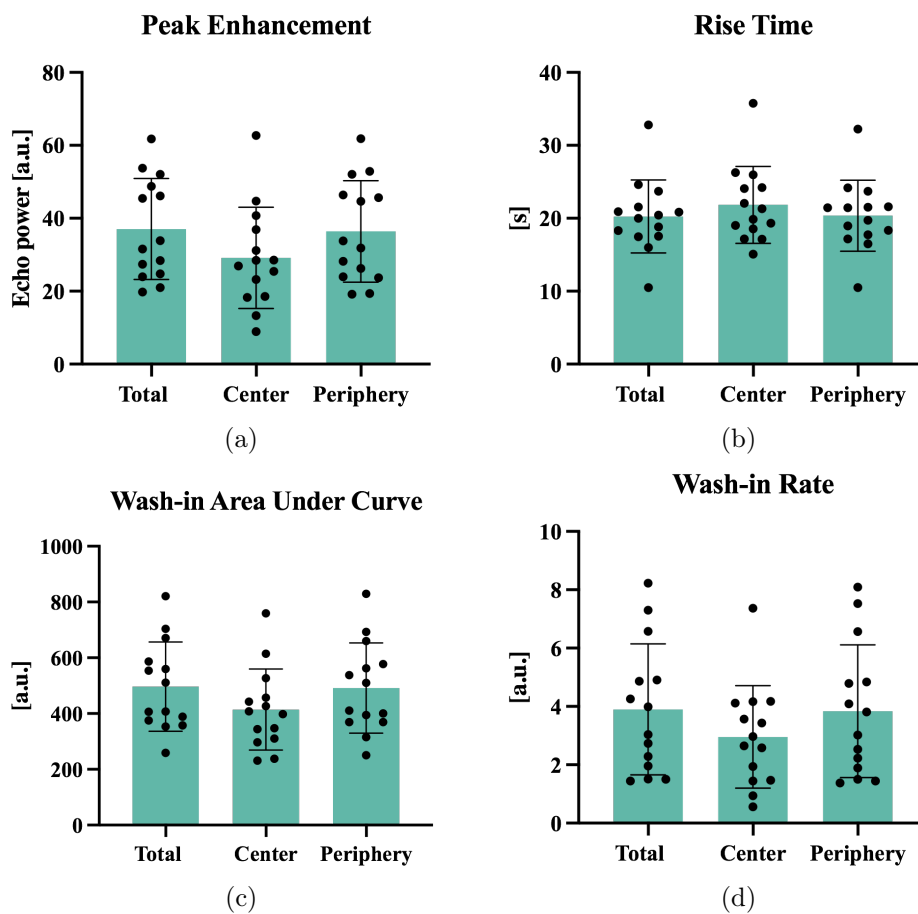 Peak Enhancement
Echo power [a.u.]
80
60
40
20
0
Total Center Periphery
(a)
Rise Time
[s]
40
30
20
10
0
Total Center Periphery
(b)
Wash-in Area Under Curve
[a.u.]
1000
800
600
400
200
0
Total Center Periphery
(c)
Wash-in Rate
[a.u.]
10
8
6
4
2
0
Total Center Periphery
(d)